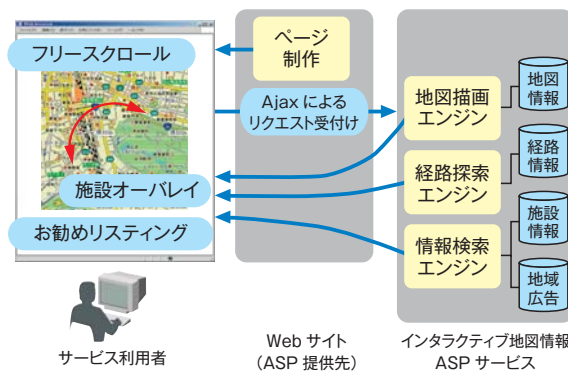 フリースクロール
施設オーバレイ
お勧めリスティング
サービス利用者
ページ
制作
Ajax による
リクエスト受付け
Web サイト
（ASP 提供先）
地図描画
エンジン
経路探索
エンジン
情報検索
エンジン
地図
情報
経路
情報
施設
情報
地域
広告
インタラクティブ地図情報
ASP サービス